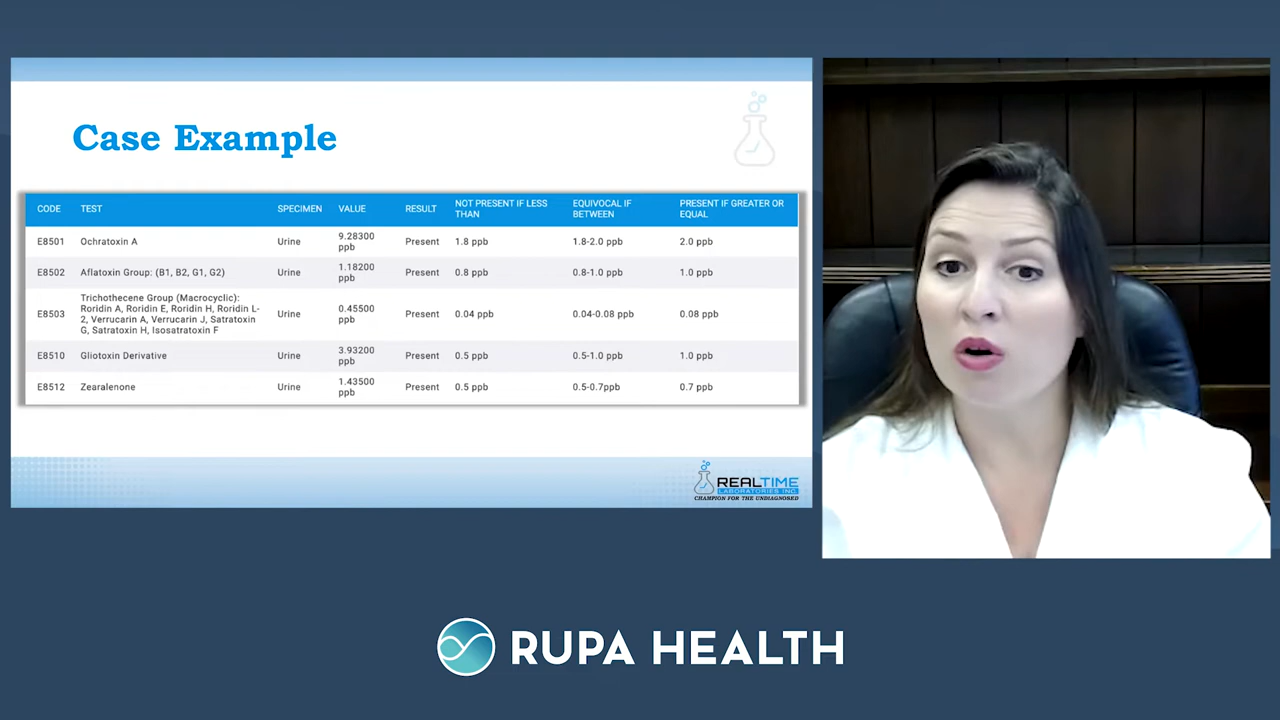 Case Example
CODE TEST SPECIMEN VALUE RESULT NOT PRESENT IF LESS THAN EQUIVOCAL IF BETWEEN PRESENT IF GREATER OR EQUAL
E8501 Ochratoxin A Urine 9.28300 ppb Present 1.8 ppb 1.8-2.0 ppb 2.0 ppb
E8502 Aflatoxin Group: (B1, B2, G1, G2) Urine 1.18200 ppb Present 0.8 ppb 0.8-1.0 ppb 1.0 ppb
E8503 Trichothecene Group (Macrocyclic): Roridin A, Roridin E, Roridin H, Roridin L-2, Verrucarin A, Verrucarin J, Satratoxin G, Satratoxin H, Isosatratoxin F Urine 0.45500 ppb Present 0.04 ppb 0.04-0.08 ppb 0.08 ppb
E8510 Gliotoxin Derivative Urine 3.93200 ppb Present 0.5 ppb 0.5-1.0 ppb 1.0 ppb
E8512 Zearalenone Urine 1.43500 ppb Present 0.5 ppb 0.5-0.7ppb 0.7 ppb
REALTIME
LABORATORIES INC.
CHAMPION FOR THE UNDIAGNOSED
RUPA HEALTH